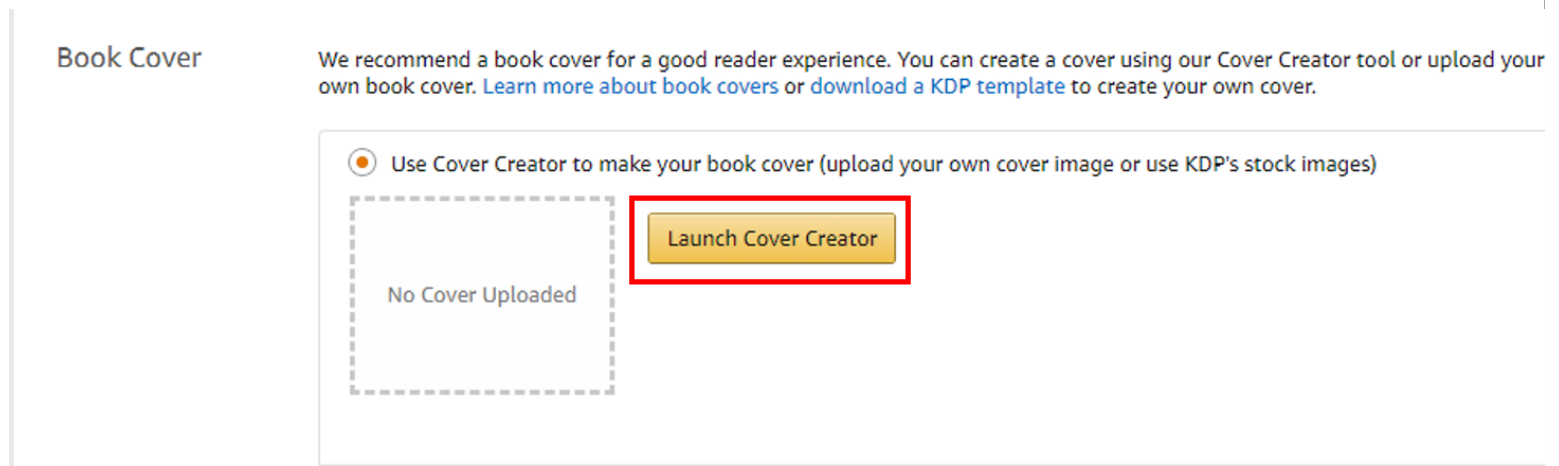 Book Cover
We recommend a book cover for a good reader experience. You can create a cover using our Cover Creator tool or upload your
own book cover. Learn more about book covers or download a KDP template to create your own cover.
Use Cover Creator to make your book cover (upload your own cover image or use KDP's stock images)
Launch Cover Creator
No Cover Uploaded